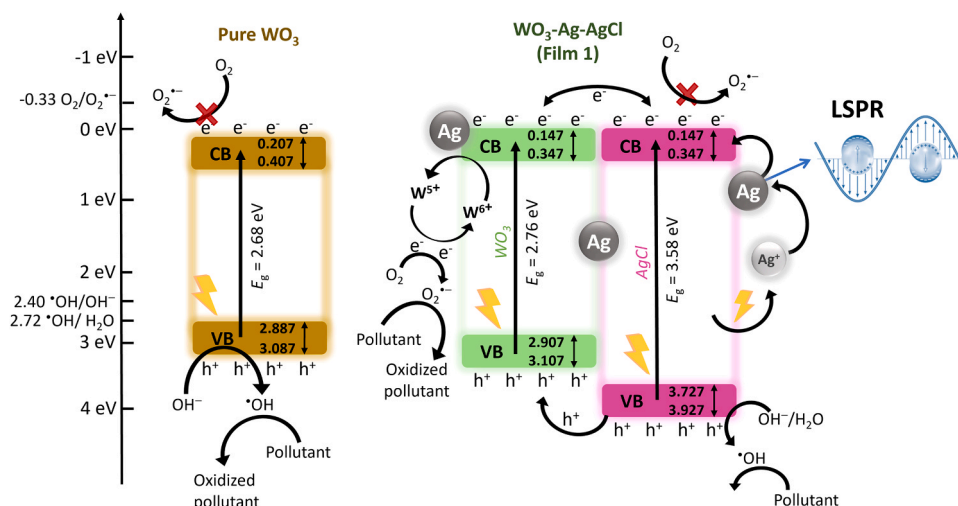 -1 eV
-0.33 O₂/O₂•−
0 eV
1 eV
2 eV
2.40 •OH/OH⁻
2.72 •OH/ H₂O
3 eV
4 eV
Pure WO₃
O₂
O₂•−
e⁻ e⁻ e⁻ e⁻
CB
0.207
0.407
E_g = 2.68 eV
VB
2.887
3.087
h⁺ h⁺ h⁺ h⁺
OH⁻
•OH
Pollutant
Oxidized
pollutant
WO₃-Ag-AgCl
(Film 1)
e⁻
O₂
O₂•−
Ag
e⁻ e⁻ e⁻ e⁻
CB
0.147
0.347
W⁵⁺
W⁶⁺
WO₃
E_g = 2.76 eV
e⁻
e⁻
O₂
O₂•−
Pollutant
Oxidized
pollutant
VB
2.907
3.107
h⁺ h⁺ h⁺ h⁺
h⁺
Ag
e⁻ e⁻ e⁻ e⁻
CB
0.147
0.347
AgCl
E_g = 3.58 eV
VB
3.727
3.927
h⁺ h⁺ h⁺ h⁺
OH⁻/H₂O
•OH
Pollutant
Ag
Ag⁺
LSPR